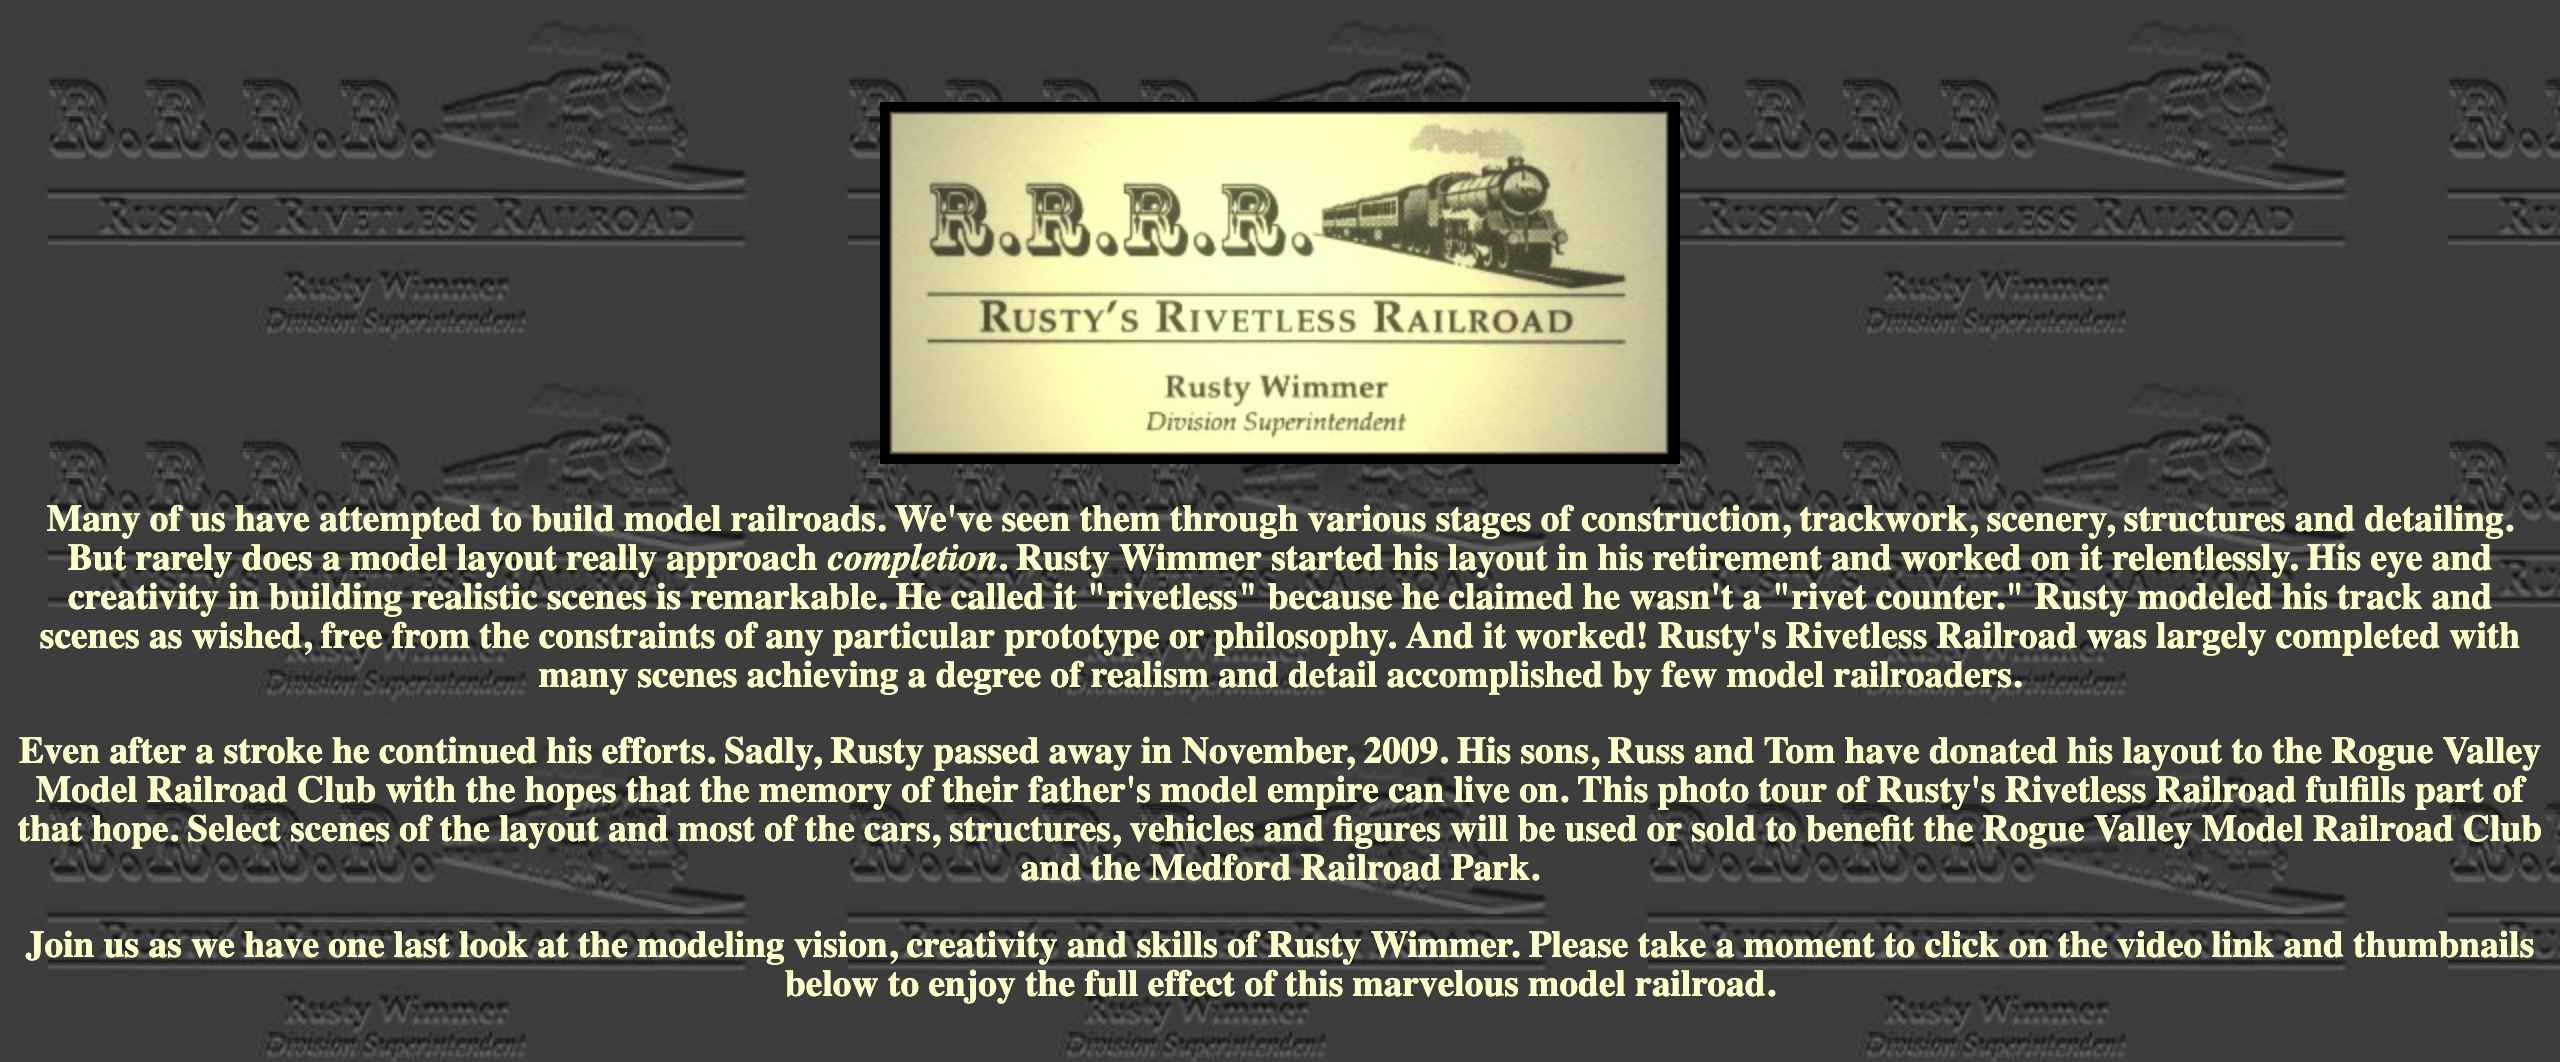 R.R.R.R.
RUSTY'S RIVETLESS RAILROAD
Rusty Wimmer
Division Superintendent
Many of us have attempted to build model railroads. We've seen them through various stages of construction, trackwork, scenery, structures and detailing.
But rarely does a model layout really approach completion. Rusty Wimmer started his layout in his retirement and worked on it relentlessly. His eye and
creativity in building realistic scenes is remarkable. He called it "rivetless" because he claimed he wasn't a "rivet counter." Rusty modeled his track and
scenes as wished, free from the constraints of any particular prototype or philosophy. And it worked! Rusty's Rivetless Railroad was largely completed with
many scenes achieving a degree of realism and detail accomplished by few model railroaders.
Even after a stroke he continued his efforts. Sadly, Rusty passed away in November, 2009. His sons, Russ and Tom have donated his layout to the Rogue Valley
Model Railroad Club with the hopes that the memory of their father's model empire can live on. This photo tour of Rusty's Rivetless Railroad fulfills part of
that hope. Select scenes of the layout and most of the cars, structures, vehicles and figures will be used or sold to benefit the Rogue Valley Model Railroad Club
and the Medford Railroad Park.
Join us as we have one last look at the modeling vision, creativity and skills of Rusty Wimmer. Please take a moment to click on the video link and thumbnails
below to enjoy the full effect of this marvelous model railroad.